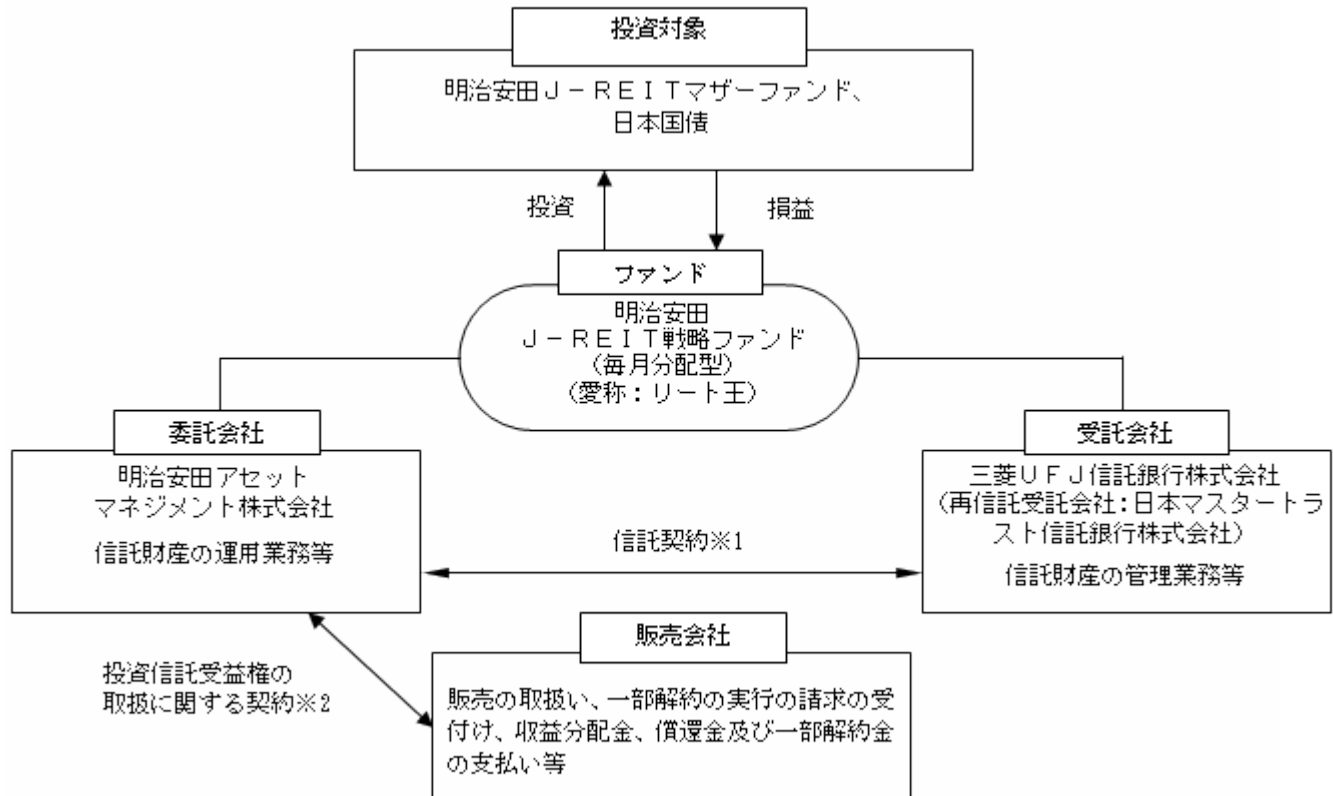 投資対象
明治安田J-REITマザーファンド、
日本国債
投資
損益
ファンド
明治安田
J-REIT戦略ファンド
(毎月分配型)
(愛称:リート王)
委託会社
明治安田アセット
マネジメント株式会社
信託財産の運用業務等
受託会社
三菱UFJ信託銀行株式会社
(再信託受託会社:日本マスタートラ
スト信託銀行株式会社)
信託財産の管理業務等
信託契約※1
投資信託受益権の
取扱に関する契約※2
販売会社
販売の取扱い、一部解約の実行の請求の受
付け、収益分配金、償還金及び一部解約金
の支払い等